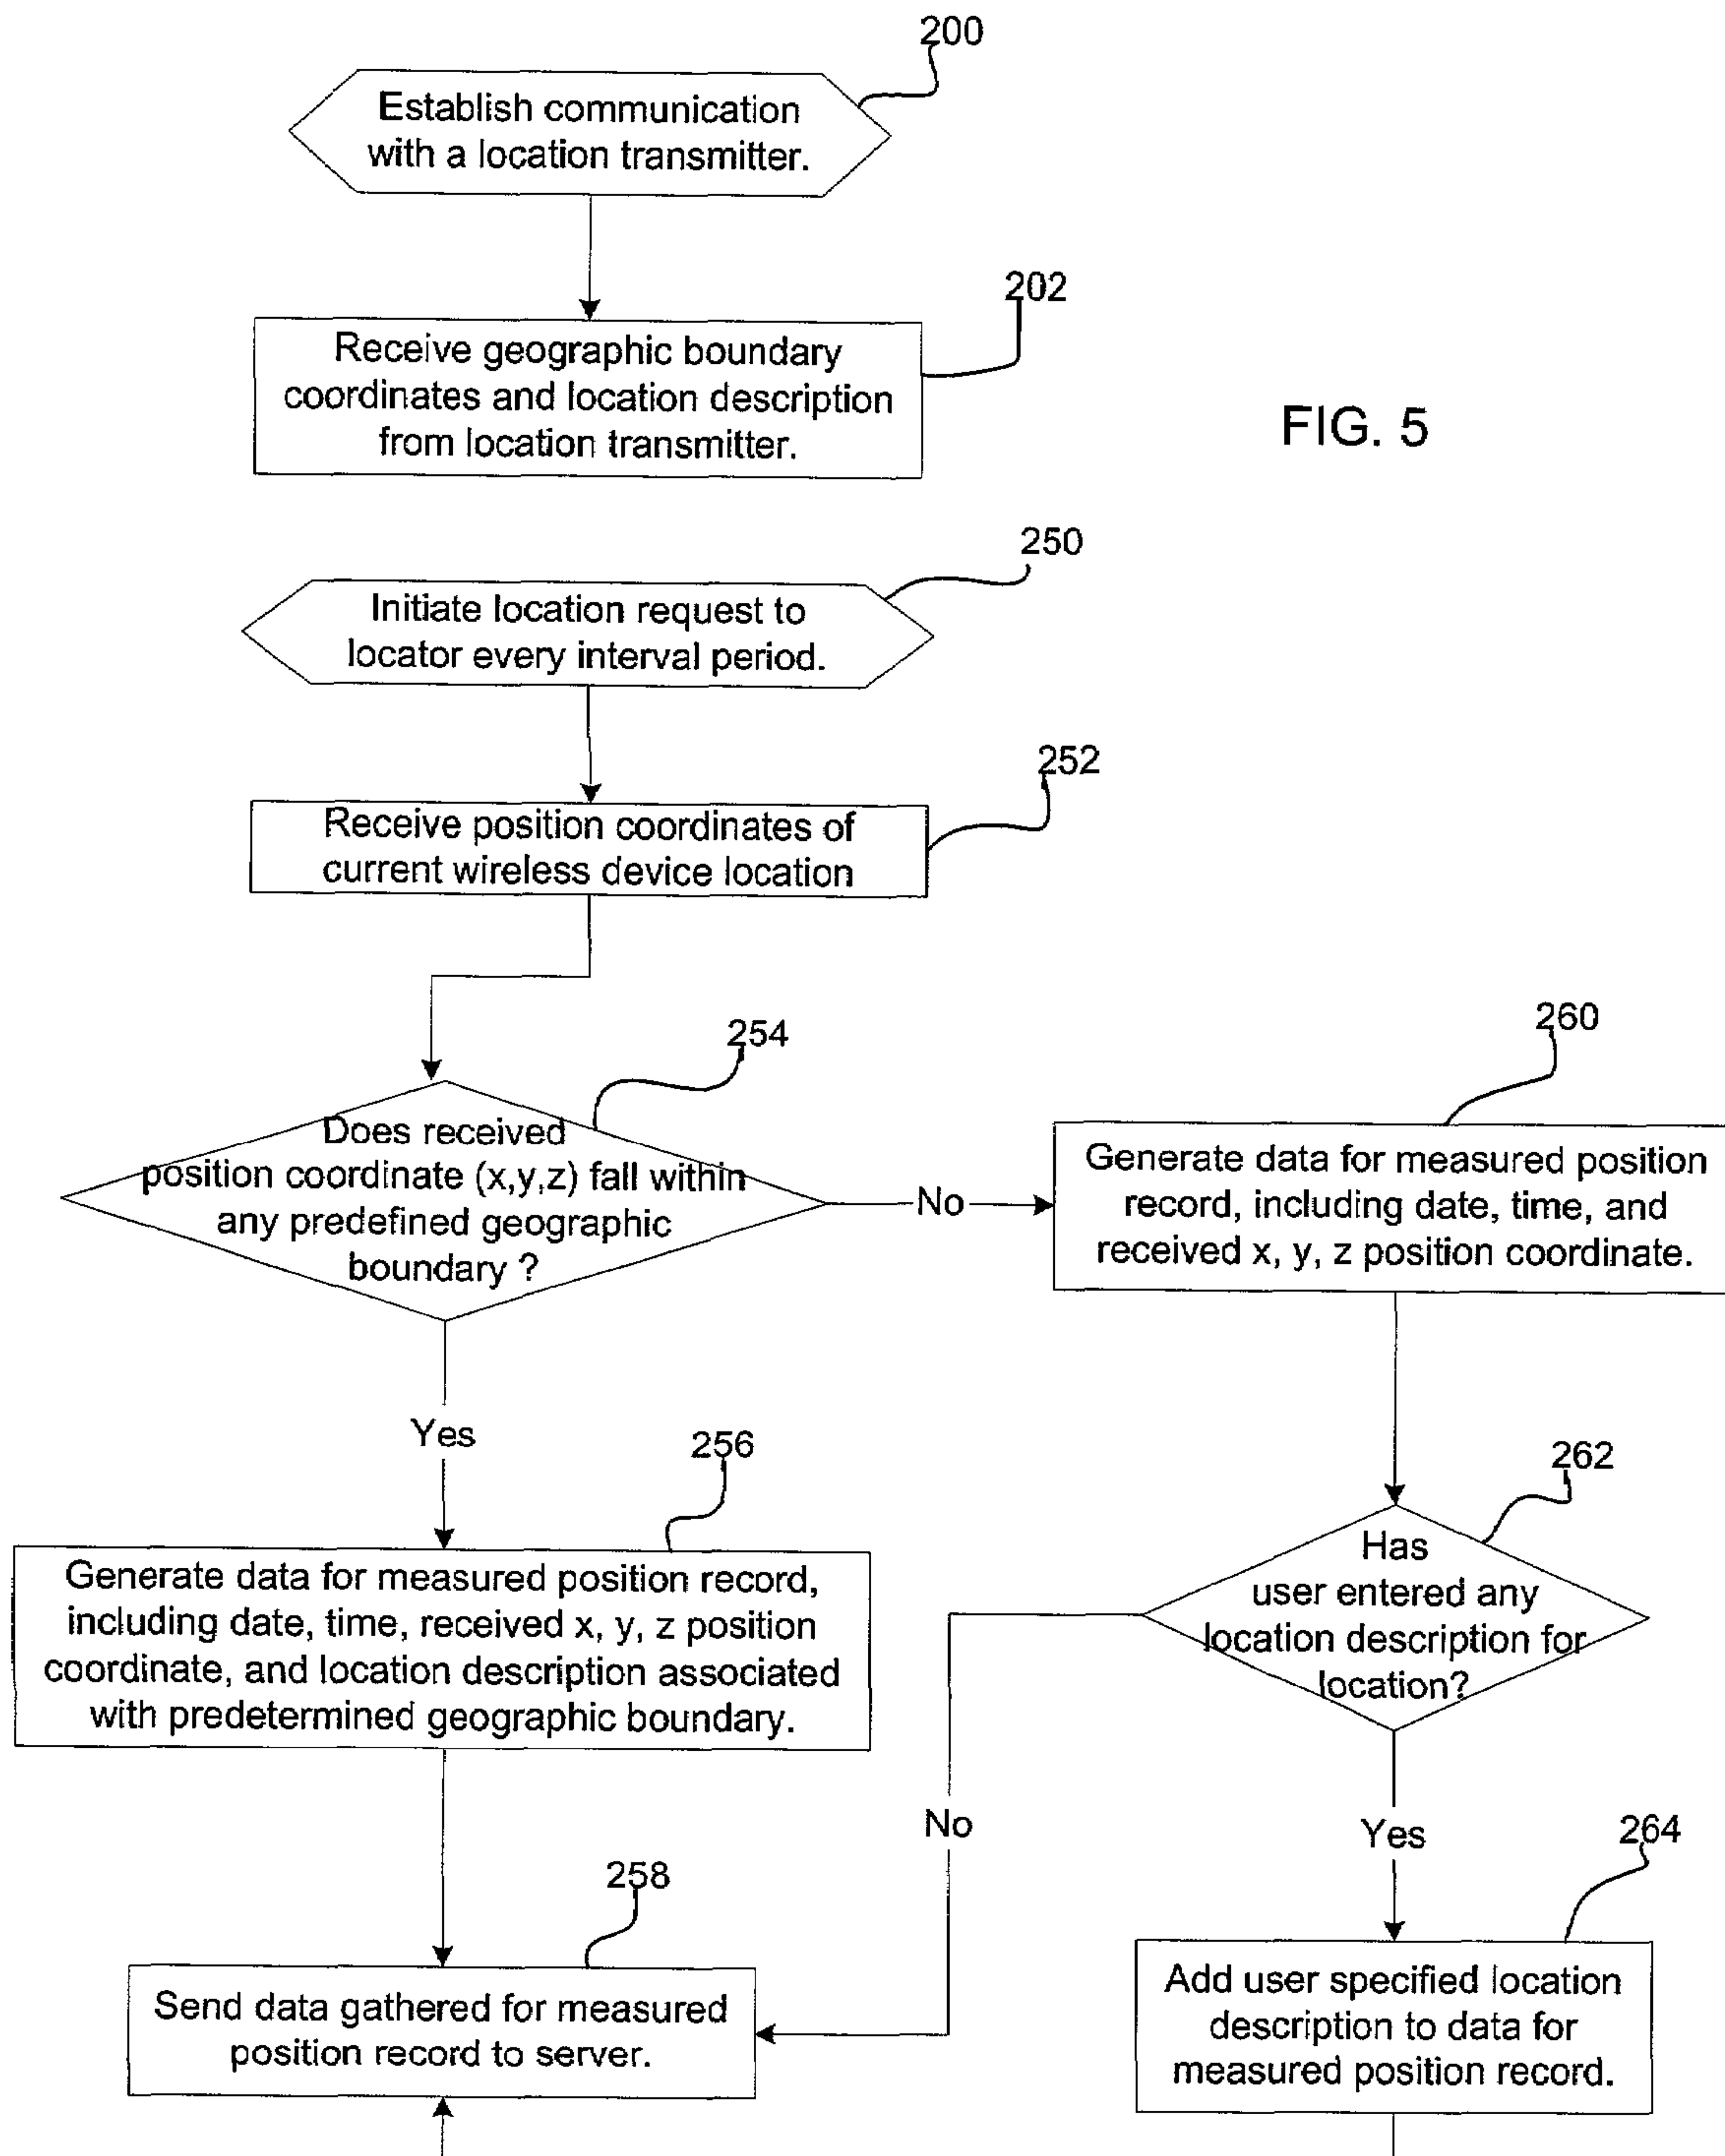 200
Establish communication
with a location transmitter.
202
Receive geographic boundary
coordinates and location description
from location transmitter.
FIG. 5
250
Initiate location request to
locator every interval period.
252
Receive position coordinates of
current wireless device location
254
Does received
position coordinate (x,y,z) fall within
any predefined geographic
boundary ?
No
260
Generate data for measured position
record, including date, time, and
received x, y, z position coordinate.
Yes
256
Generate data for measured position record,
including date, time, received x, y, z position
coordinate, and location description associated
with predetermined geographic boundary.
262
Has
user entered any
location description for
location?
No
Yes
258
Send data gathered for measured
position record to server.
264
Add user specified location
description to data for
measured position record.